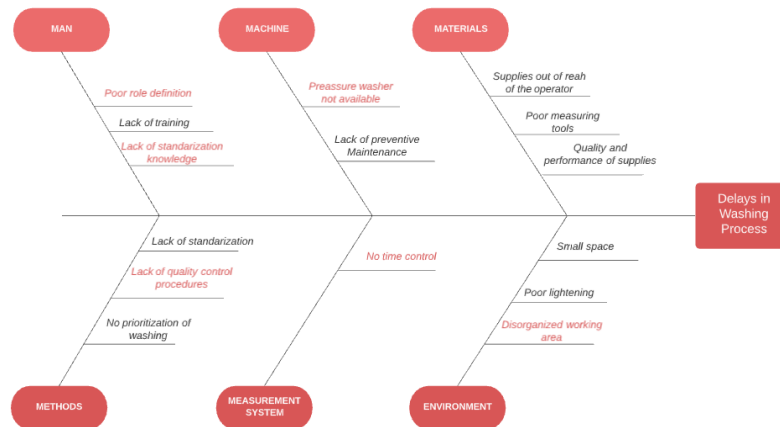 MAN
MACHINE
MATERIALS
Poor role definition
Lack of training
Lack of standarization
knowledge
Preassure washer
not available
Lack of preventive
Maintenance
Supplies out of reah
of the operator
Poor measuring
tools
Quality and
performance of supplies
Delays in
Washing
Process
Lack of standarization
Lack of quality control
procedures
No prioritization of
washing
No time control
Small space
Poor lightening
Disorganized working
area
METHODS
MEASUREMENT
SYSTEM
ENVIRONMENT